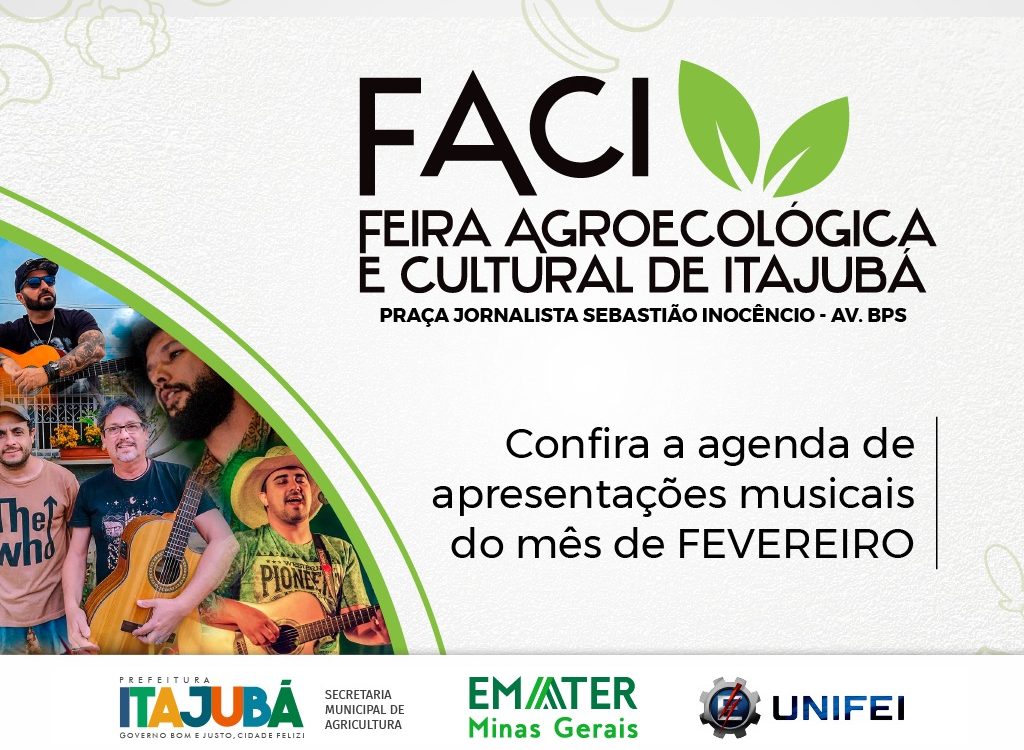 FACI
FEIRA AGROECOLÓGICA
E CULTURAL DE ITAJUBÁ
PRAÇA JORNALISTA SEBASTIÃO INOCÊNCIO - AV. BPS
Confira a agenda de
apresentações musicais
do mês de FEVEREIRO
The
Who
PIONEE
PREFEITURA
ITAJUBÁ
GOVERNO BOM E JUSTO, CIDADE FELIZ!
SECRETARIA
MUNICIPAL DE
AGRICULTURA
EMATER
Minas Gerais
E UNIFEI